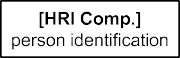 [HRI Comp.]
person identification